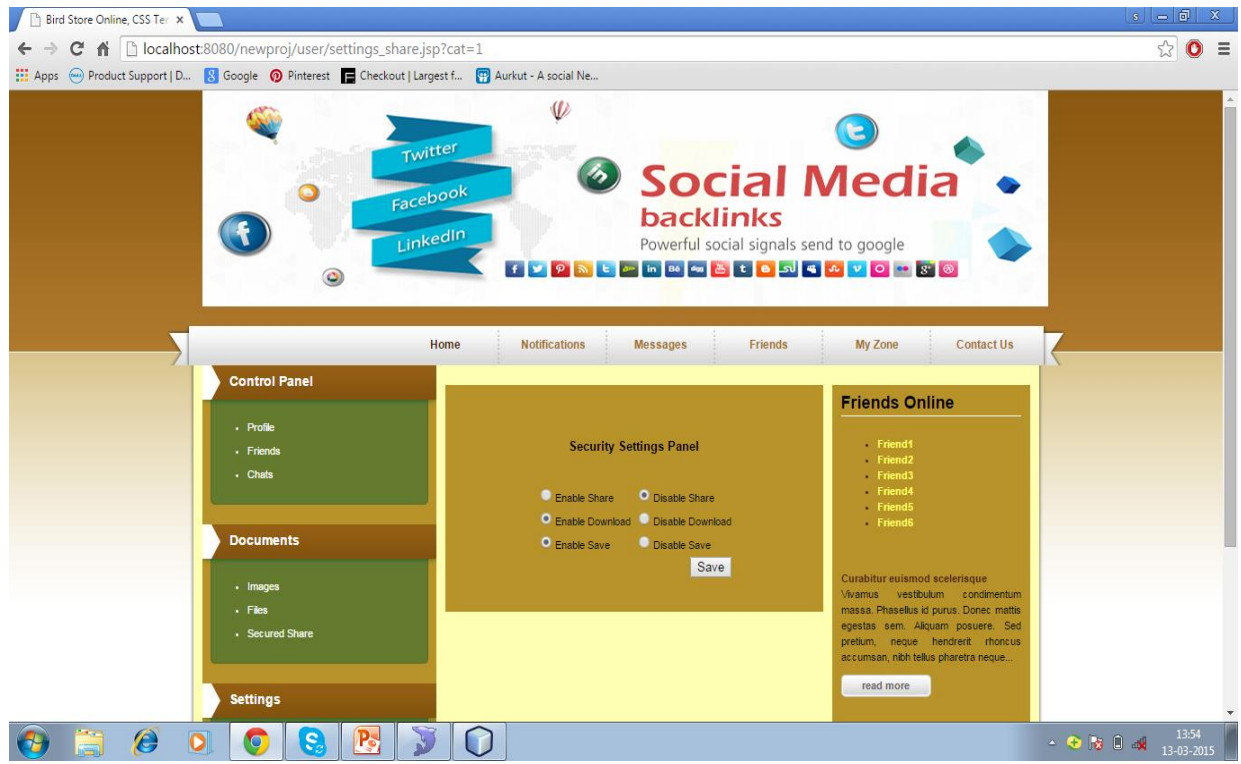 Bird Store Online, CSS Ter
localhost:8080/newproj/user/settings_share.jsp?cat=1
Apps Product Support | D... Google Pinterest Checkout | Largest f... Aurkut - A social Ne...
Twitter
Facebook
LinkedIn
Social Media
backlinks
Powerful social signals send to google
Home Notifications Messages Friends My Zone Contact Us
Control Panel
Profile
Friends
Chats
Documents
Images
Files
Secured Share
Settings
Security Settings Panel
Enable Share Disable Share
Enable Download Disable Download
Enable Save Disable Save
Save
Friends Online
Friend1
Friend2
Friend3
Friend4
Friend5
Friend6
Curabitur euismod scelerisque
Vivamus vestibulum condimentum
massa. Phasellus id purus. Donec mattis
egestas sem. Aliquam posuere. Sed
pretium, neque hendrerit rhoncus
accumsan, nibh tellus pharetra neque...
read more
13:54
13-03-2015